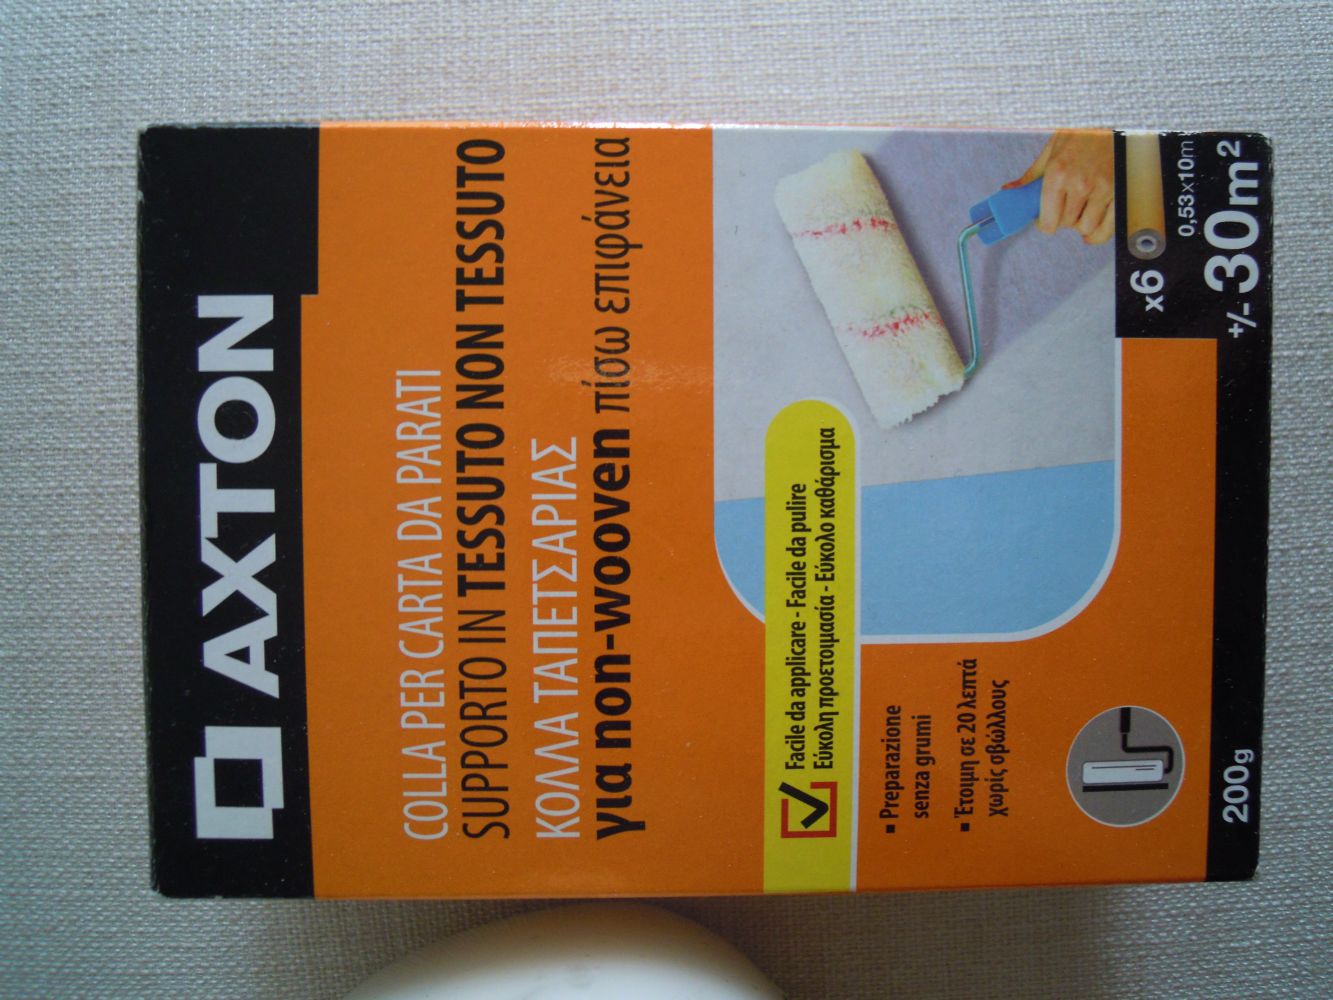 AXTON
COLLA PER CARTA DA PARATI
SUPPORTO IN TESSUTO NON TESSUTO
ΚΟΛΛΑ ΤΑΠΕΤΣΑΡΙΑΣ
για non-wooven πίσω επιφάνεια
Facile da applicare - Facile da pulire
Εύκολη προετοιμασία - Εύκολο καθάρισμα
▪ Preparazione
senza grumi
▪ Έτοιμη σε 20 λεπτά
χωρίς σβώλλους
x6
0,53x10m
200g
+/- 30m²